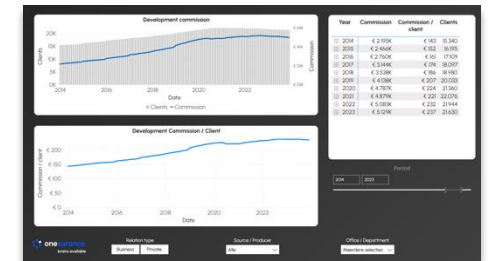 Development commission
20K
15K
10K
5K
0K
Clients
€ 6M
€ 4M
€ 2M
€ 0M
Commission
2014
2016
2018
2020
2022
Date
Clients Commission
Development Commission / Client
€ 200
€ 150
€ 100
€ 50
€ 0
Commission / client
2014
2016
2018
2020
2022
Date
Year Commission Commission / Clients
client
2014 € 2.195K € 143 15.340
2015 € 2.466K € 152 16.195
2016 € 2.760K € 161 17.109
2017 € 3.144K € 174 18.097
2018 € 3.538K € 186 18.980
2019 € 4.138K € 207 20.033
2020 € 4.787K € 224 21.360
2021 € 4.879K € 221 22.076
2022 € 5.083K € 232 21.944
2023 € 5.129K € 237 21.630
Period
2014 2023
onesurance
Relation type
Business Private
Source / Producer
Alle
Office / Department
Meerdere selecties